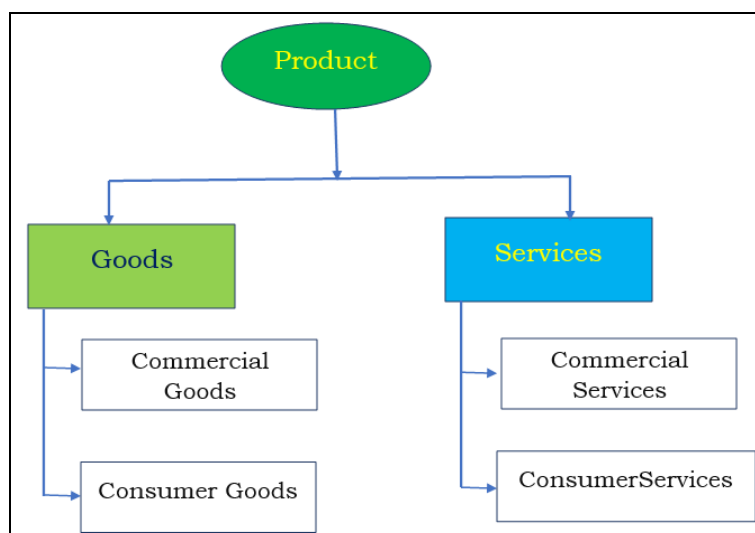 Product
Goods
Services
Commercial
Goods
Commercial
Services
Consumer Goods
ConsumerServices